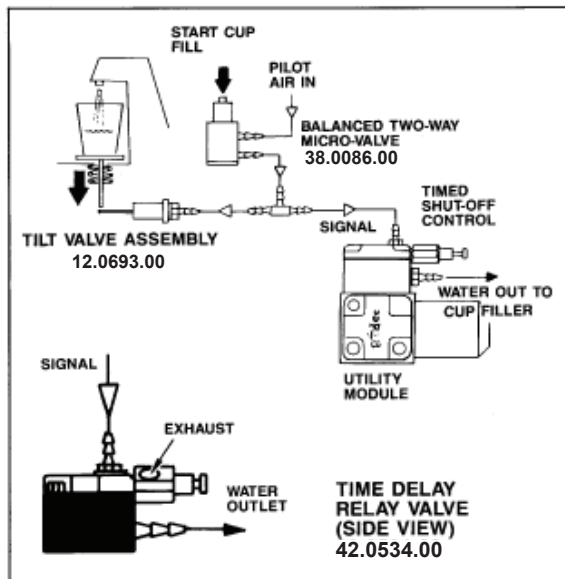 START CUP
FILL
PILOT
AIR IN
BALANCED TWO-WAY
MICRO-VALVE
38.0086.00
TIMED
SHUT-OFF
CONTROL
SIGNAL
TILT VALVE ASSEMBLY
12.0693.00
WATER OUT TO
CUP FILLER
UTILITY
MODULE
SIGNAL
EXHAUST
WATER
OUTLET
TIME DELAY
RELAY VALVE
(SIDE VIEW)
42.0534.00